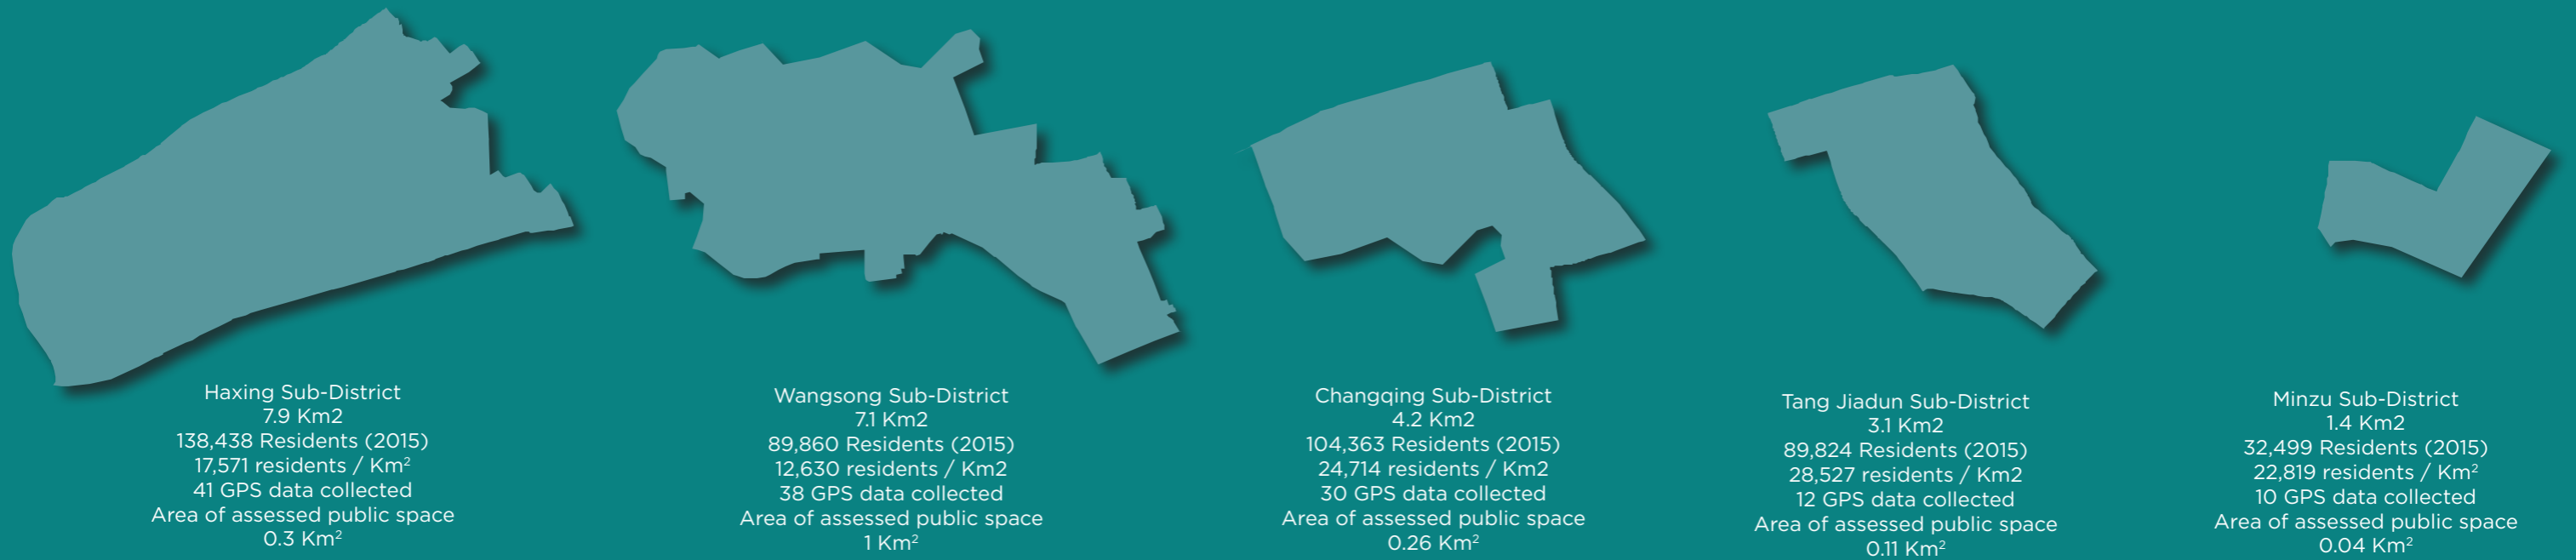 Haxing Sub-District
7.9 Km2
138,438 Residents (2015)
17,571 residents / Km²
41 GPS data collected
Area of assessed public space
0.3 Km²
Wangsong Sub-District
7.1 Km2
89,860 Residents (2015)
12,630 residents / Km2
38 GPS data collected
Area of assessed public space
1 Km²
Changqing Sub-District
4.2 Km2
104,363 Residents (2015)
24,714 residents / Km2
30 GPS data collected
Area of assessed public space
0.26 Km²
Tang Jiadun Sub-District
3.1 Km2
89,824 Residents (2015)
28,527 residents / Km2
12 GPS data collected
Area of assessed public space
0.11 Km²
Minzu Sub-District
1.4 Km2
32,499 Residents (2015)
22,819 residents / Km²
10 GPS data collected
Area of assessed public space
0.04 Km²